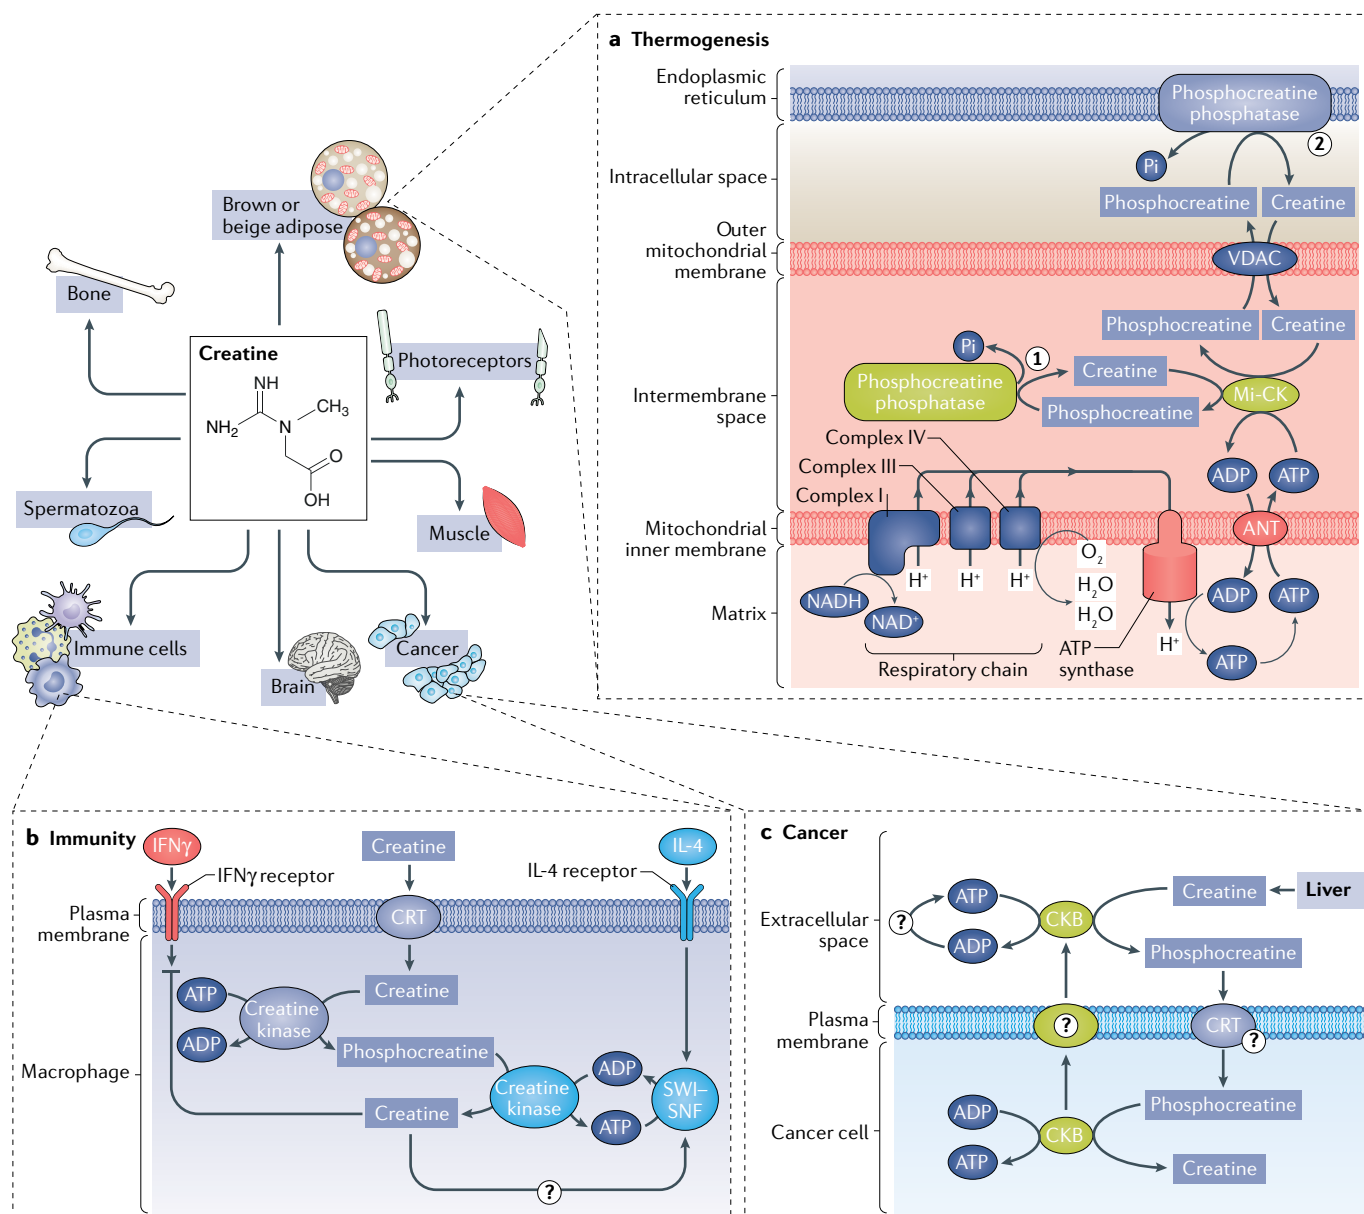 a Thermogenesis
Endoplasmic
reticulum
Phosphocreatine
phosphatase
2
Pi
Intracellular space
Phosphocreatine
Creatine
Outer
mitochondrial
membrane
VDAC
Phosphocreatine
Creatine
Pi
1
Phosphocreatine
phosphatase
Creatine
Phosphocreatine
Mi-CK
Intermembrane
space
Complex IV
Complex III
Complex I
ADP
ATP
Mitochondrial
inner membrane
ANT
O2
H+
H+
H+
H2O
H2O
NADH
NAD+
ADP
ATP
Matrix
H+
ATP
synthase
ATP
Respiratory chain
Brown or
beige adipose
Bone
Photoreceptors
Creatine
NH
CH3
NH2
N
O
OH
Spermatozoa
Muscle
Immune cells
Brain
Cancer
b Immunity
IFNγ
Creatine
IL-4
IFNγ receptor
IL-4 receptor
Plasma
membrane
CRT
Creatine
ATP
Creatine
kinase
ADP
Phosphocreatine
Macrophage
Creatine
kinase
ADP
ATP
SWI–
SNF
Creatine
?
c Cancer
Extracellular
space
?
ATP
ADP
CKB
Creatine
Liver
Phosphocreatine
Plasma
membrane
?
CRT
?
Cancer cell
ADP
ATP
CKB
Phosphocreatine
Creatine